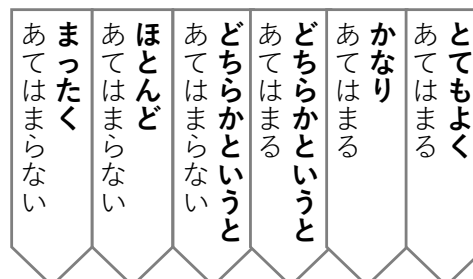 とてもよく
あてはまる
かなり
あてはまる
どちらかというと
あてはまる
どちらかというと
あてはまらない
ほとんど
あてはまらない
まったく
あてはまらない